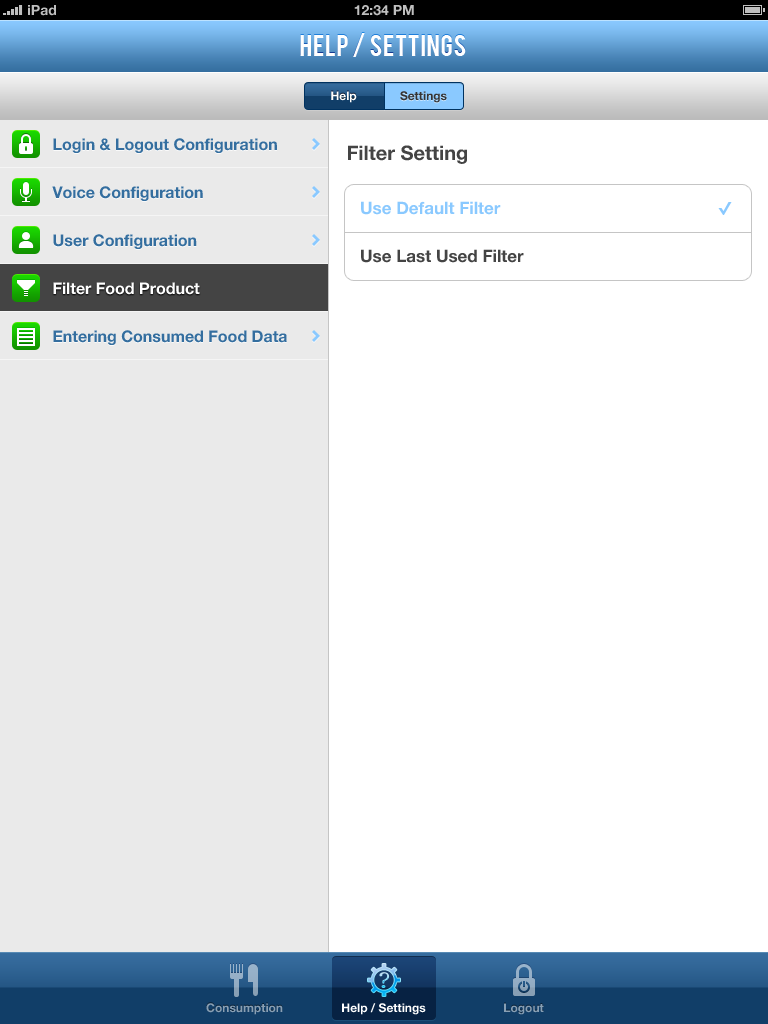 iPad
12:34 PM
HELP / SETTINGS
Help
Settings
Login & Logout Configuration
Voice Configuration
User Configuration
Filter Food Product
Entering Consumed Food Data
Filter Setting
Use Default Filter
Use Last Used Filter
Consumption
Help / Settings
Logout